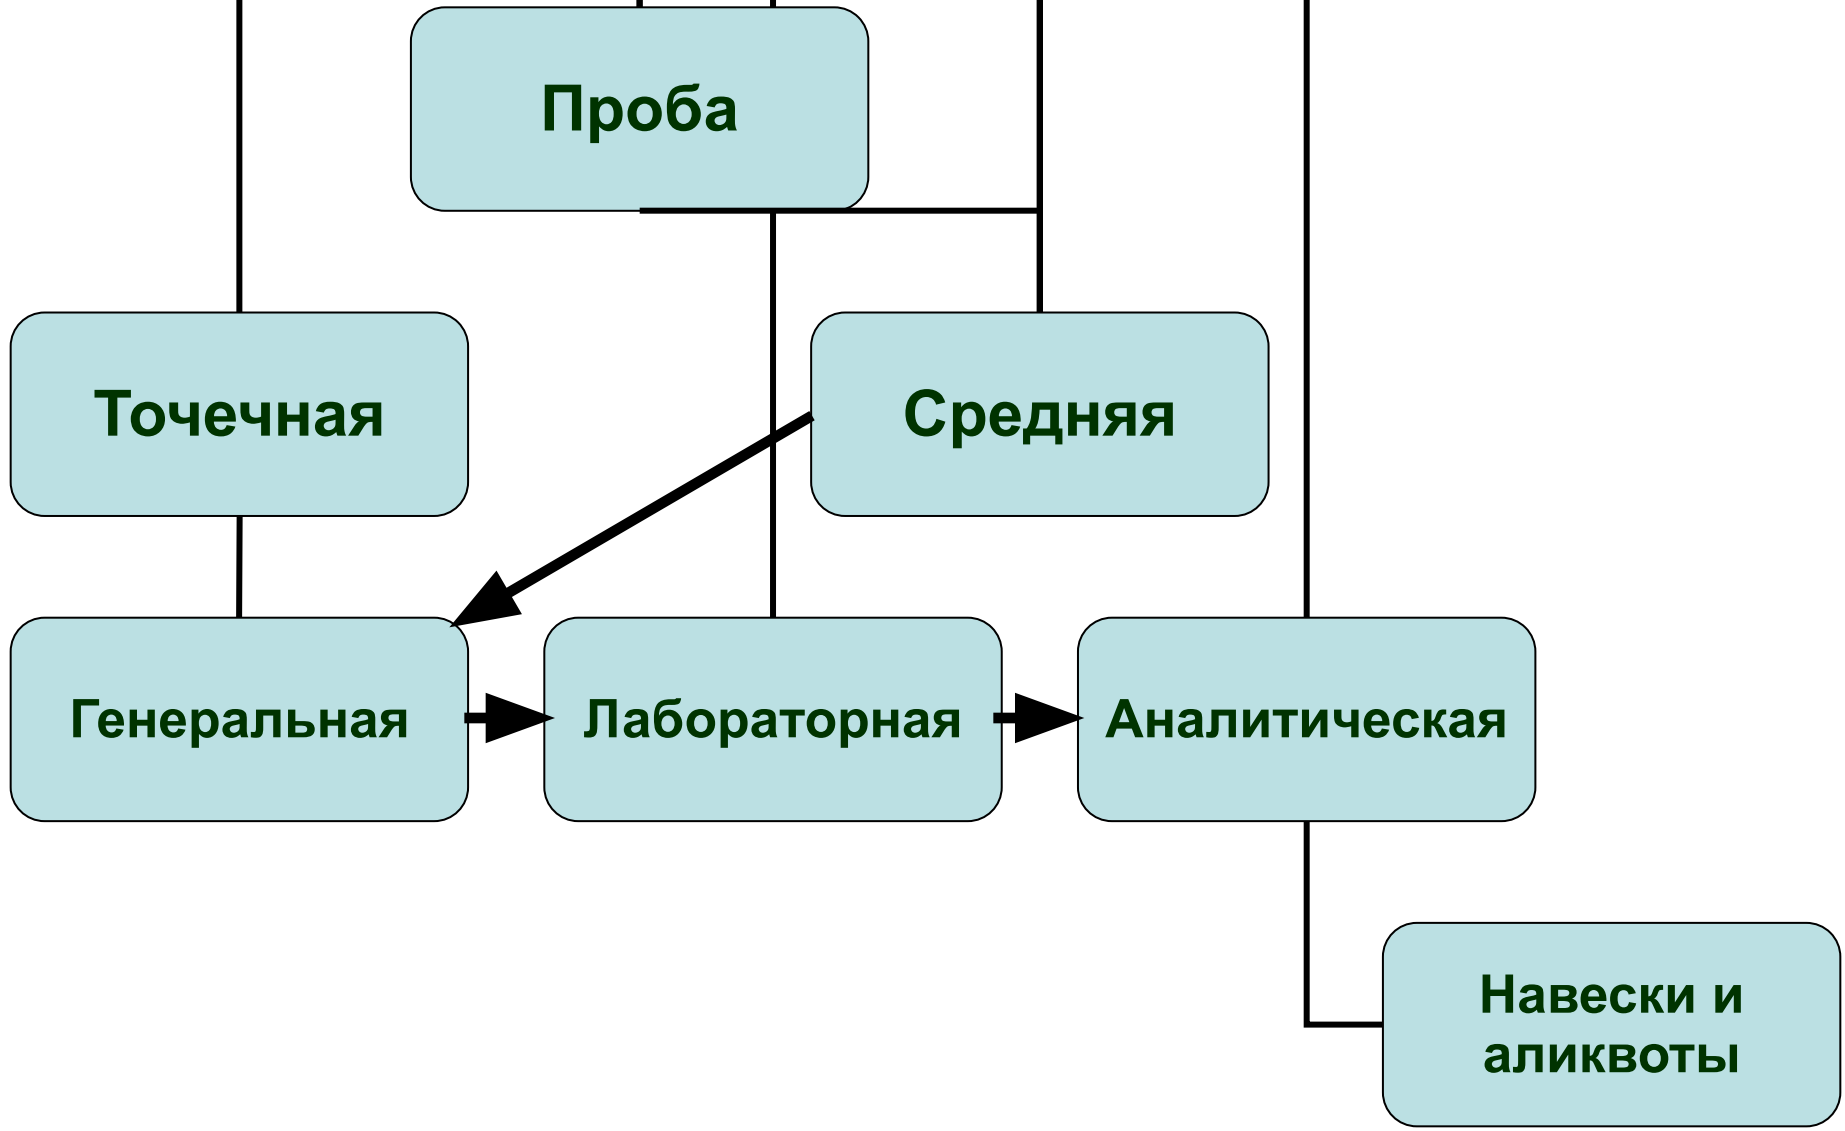 Проба
Точечная
Средняя
Генеральная
Лабораторная
Аналитическая
Навески и
аликвоты